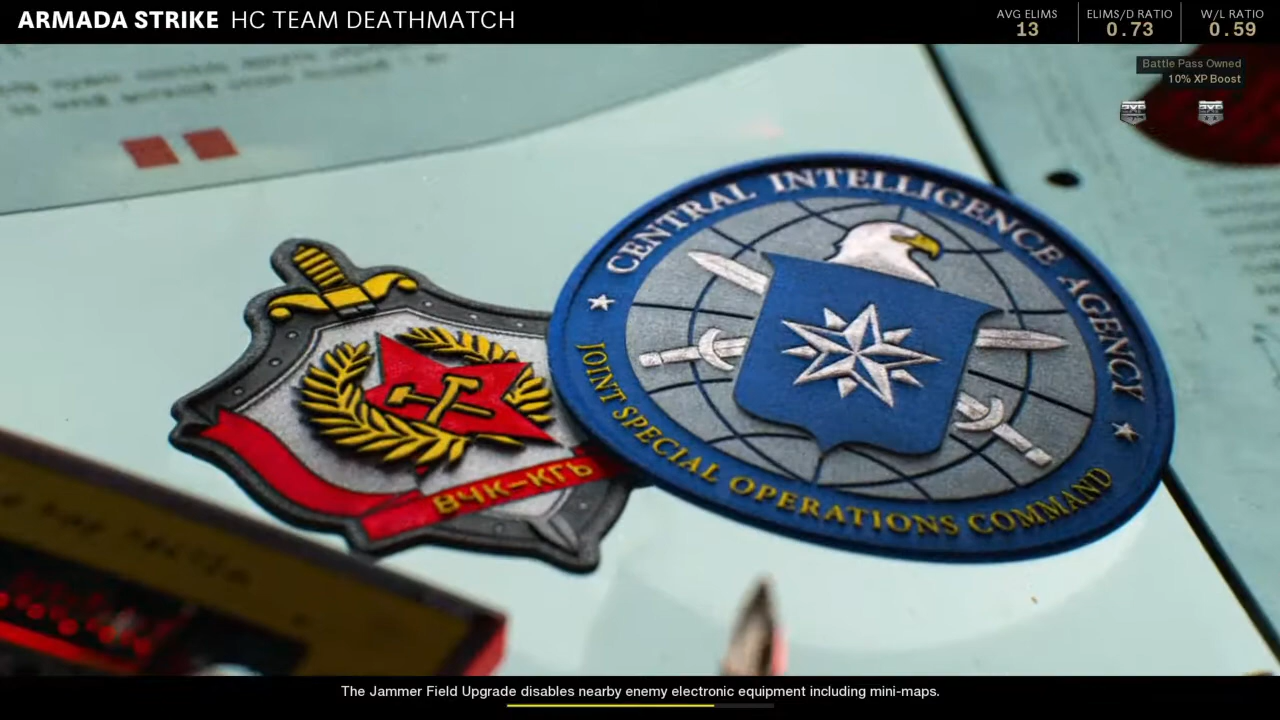 ARMADA STRIKE HC TEAM DEATHMATCH
AVG ELIMS
13
ELIMS/D RATIO
0.73
W/L RATIO
0.59
Battle Pass Owned
10% XP Boost
CENTRAL INTELLIGENCE AGENCY
JOINT SPECIAL OPERATIONS COMMAND
ВЧК–КГЬ
The Jammer Field Upgrade disables nearby enemy electronic equipment including mini-maps.